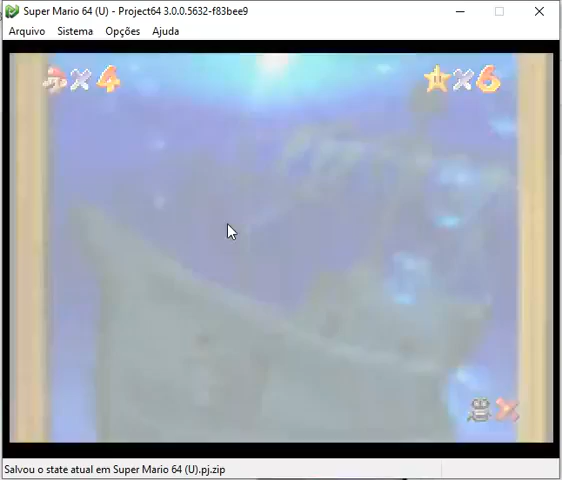 Super Mario 64 (U) - Project64 3.0.0.5632-f83bee9
Arquivo Sistema Opções Ajuda
×4 ×6
Salvou o state atual em Super Mario 64 (U).pj.zip